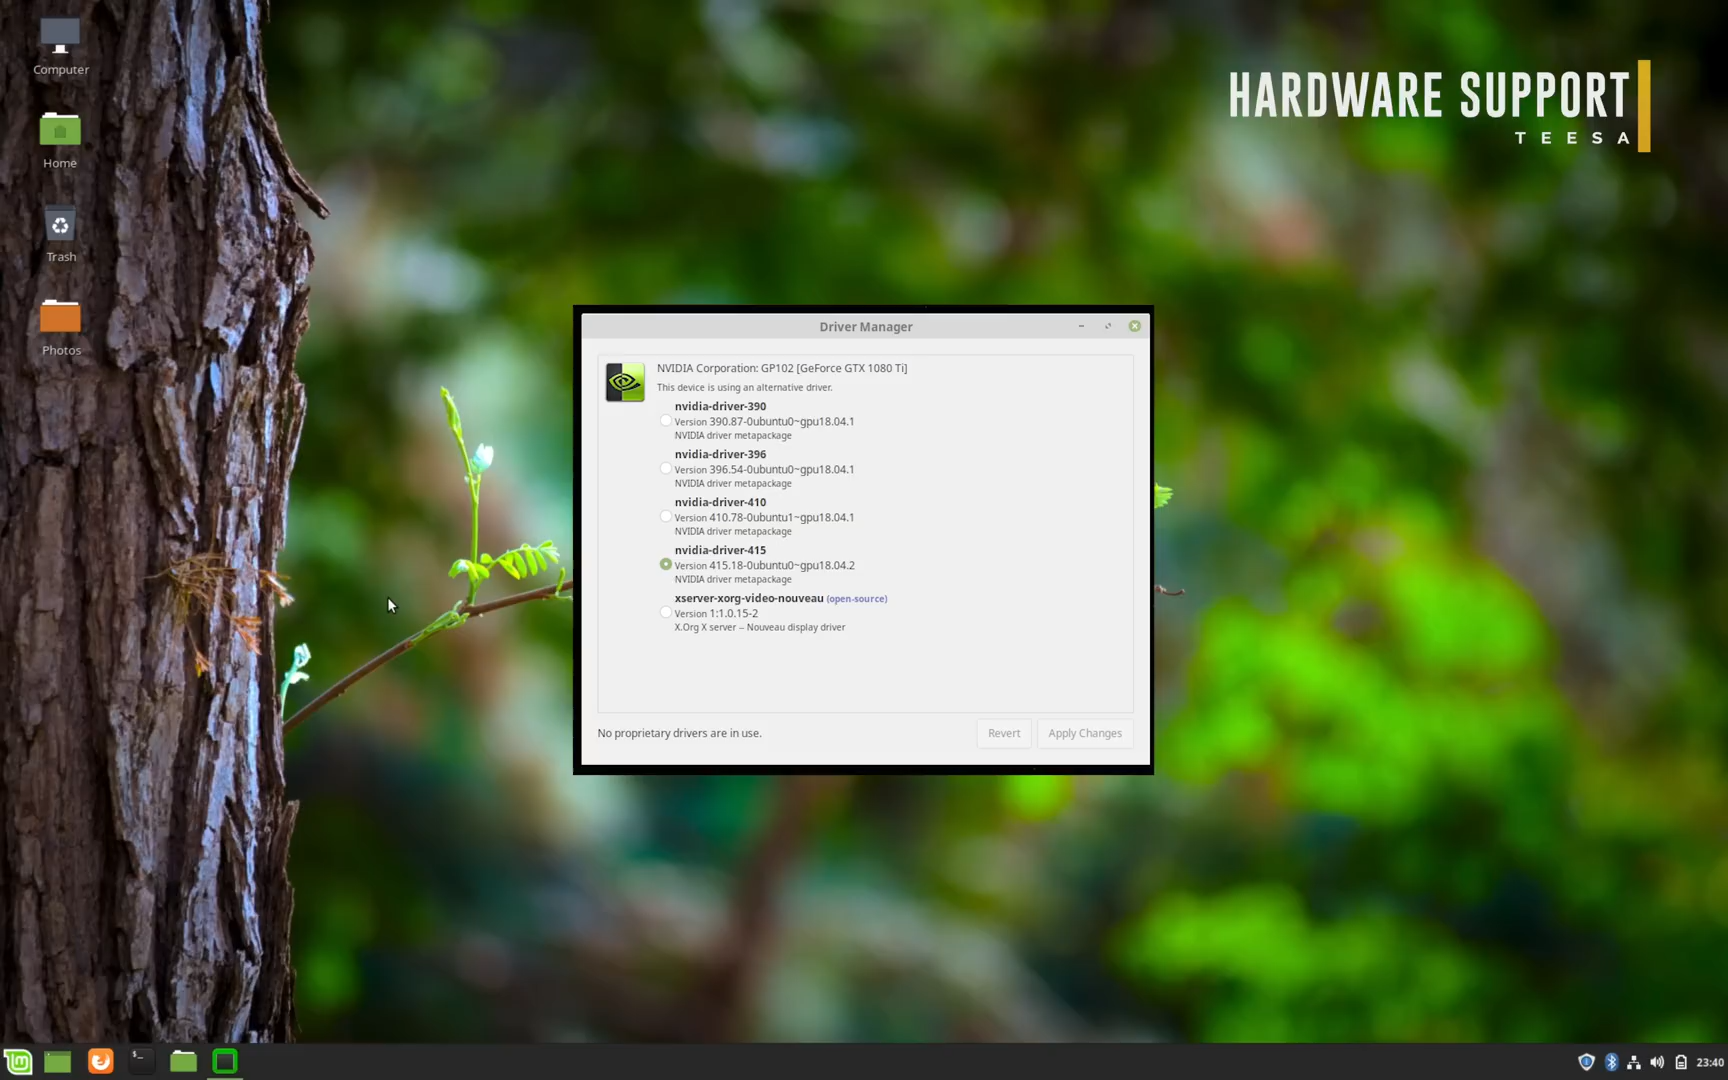 Computer
Home
Trash
Photos
HARDWARE SUPPORT
TEESA
Driver Manager
NVIDIA Corporation: GP102 [GeForce GTX 1080 Ti]
This device is using an alternative driver.
nvidia-driver-390
Version 390.87-0ubuntu0~gpu18.04.1
NVIDIA driver metapackage
nvidia-driver-396
Version 396.54-0ubuntu0~gpu18.04.1
NVIDIA driver metapackage
nvidia-driver-410
Version 410.78-0ubuntu1~gpu18.04.1
NVIDIA driver metapackage
nvidia-driver-415
Version 415.18-0ubuntu0~gpu18.04.2
NVIDIA driver metapackage
xserver-xorg-video-nouveau (open-source)
Version 1:1.0.15-2
X.Org X server -- Nouveau display driver
No proprietary drivers are in use.
Revert
Apply Changes
23:40